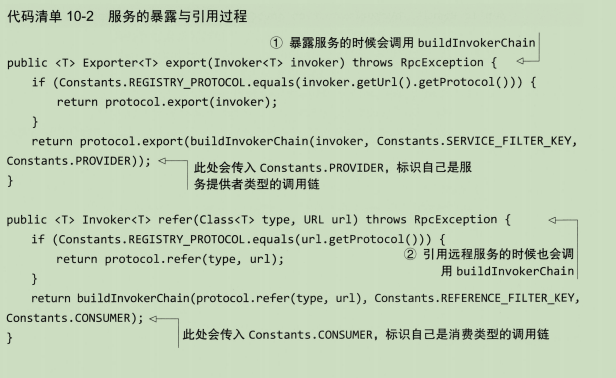 代码清单 10-2 服务的暴露与引用过程
① 暴露服务的时候会调用 buildInvokerChain
public <T> Exporter<T> export(Invoker<T> invoker) throws RpcException {
if (Constants.REGISTRY_PROTOCOL.equals(invoker.getUrl().getProtocol())) {
return protocol.export(invoker);
}
return protocol.export(buildInvokerChain(invoker, Constants.SERVICE_FILTER_KEY,
Constants.PROVIDER));
此处会传入 Constants.PROVIDER，标识自己是服
务提供者类型的调用链
}
public <T> Invoker<T> refer(Class<T> type, URL url) throws RpcException {
if (Constants.REGISTRY_PROTOCOL.equals(url.getProtocol())) {
return protocol.refer(type, url);
② 引用远程服务的时候也会调
用 buildInvokerChain
}
return buildInvokerChain(protocol.refer(type, url), Constants.REFERENCE_FILTER_KEY,
Constants.CONSUMER);
此处会传入 Constants.CONSUMER，标识自己是消费类型的调用链
}